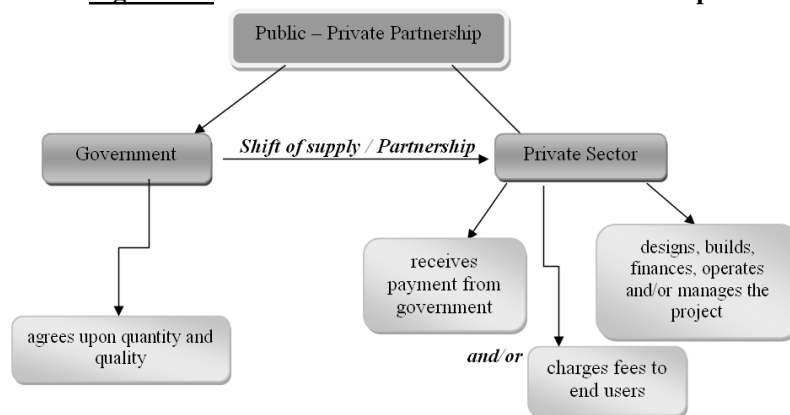 Public – Private Partnership
Government
Shift of supply / Partnership
Private Sector
receives
payment from
government
designs, builds,
finances, operates
and/or manages the
project
agrees upon quantity and
quality
and/or
charges fees to
end users